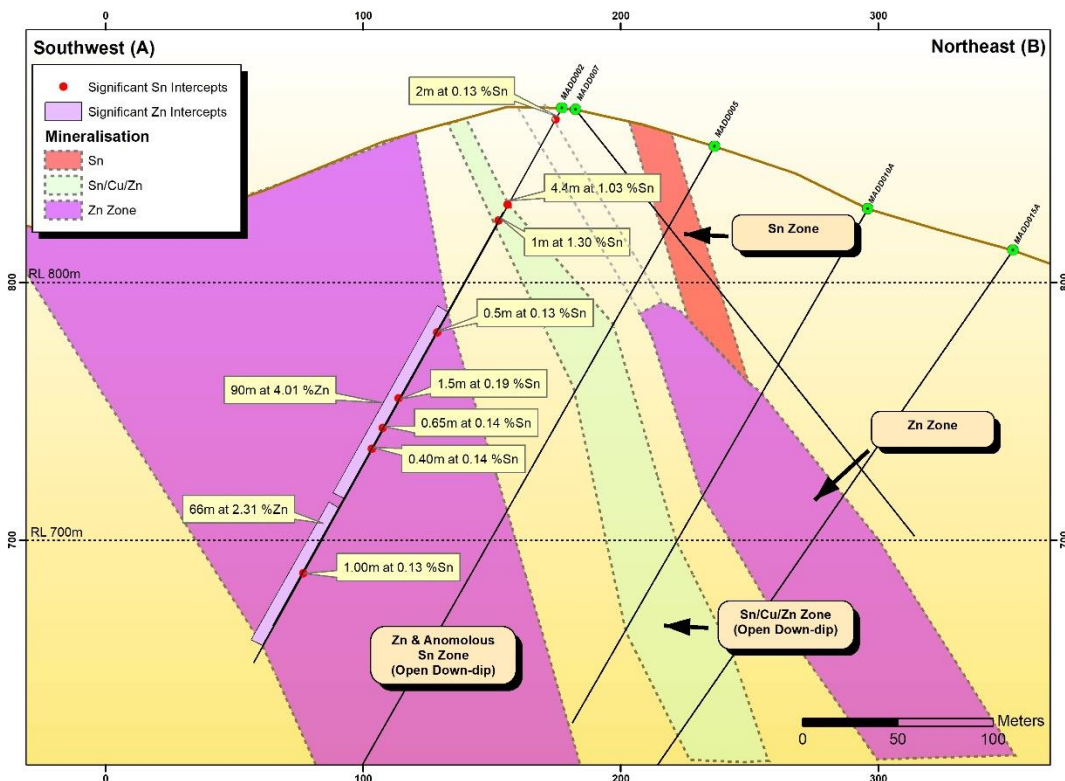 0
100
200
300
Southwest (A)
Northeast (B)
Significant Sn Intercepts
Significant Zn Intercepts
Mineralisation
Sn
Sn/Cu/Zn
Zn Zone
2m at 0.13 %Sn
MADD002
MADD007
MADD005
MADD010A
MADD015A
4.4m at 1.03 %Sn
1m at 1.30 %Sn
Sn Zone
RL 800m
800
800
0.5m at 0.13 %Sn
90m at 4.01 %Zn
1.5m at 0.19 %Sn
0.65m at 0.14 %Sn
0.40m at 0.14 %Sn
Zn Zone
66m at 2.31 %Zn
RL 700m
700
700
1.00m at 0.13 %Sn
Zn & Anomolous
Sn Zone
(Open Down-dip)
Sn/Cu/Zn Zone
(Open Down-dip)
Meters
0
50
100
0
100
200
300